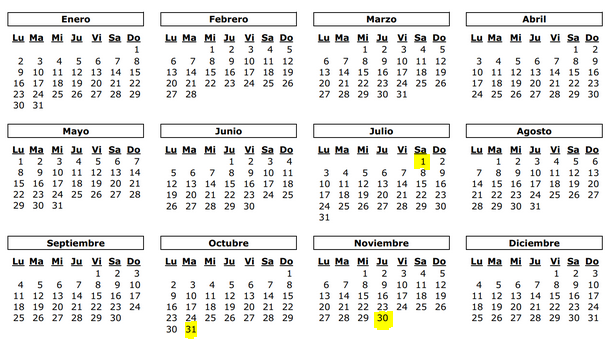 Enero
Lu Ma Mi Ju Vi Sa Do
1
2 3 4 5 6 7 8
9 10 11 12 13 14 15
16 17 18 19 20 21 22
23 24 25 26 27 28 29
30 31
Febrero
Lu Ma Mi Ju Vi Sa Do
1 2 3 4 5
6 7 8 9 10 11 12
13 14 15 16 17 18 19
20 21 22 23 24 25 26
27 28
Marzo
Lu Ma Mi Ju Vi Sa Do
1 2 3 4 5
6 7 8 9 10 11 12
13 14 15 16 17 18 19
20 21 22 23 24 25 26
27 28 29 30 31
Abril
Lu Ma Mi Ju Vi Sa Do
1 2
3 4 5 6 7 8 9
10 11 12 13 14 15 16
17 18 19 20 21 22 23
24 25 26 27 28 29 30
Mayo
Lu Ma Mi Ju Vi Sa Do
1 2 3 4 5 6 7
8 9 10 11 12 13 14
15 16 17 18 19 20 21
22 23 24 25 26 27 28
29 30 31
Junio
Lu Ma Mi Ju Vi Sa Do
1 2 3 4
5 6 7 8 9 10 11
12 13 14 15 16 17 18
19 20 21 22 23 24 25
26 27 28 29 30
Julio
Lu Ma Mi Ju Vi Sa Do
1 2
3 4 5 6 7 8 9
10 11 12 13 14 15 16
17 18 19 20 21 22 23
24 25 26 27 28 29 30
31
Agosto
Lu Ma Mi Ju Vi Sa Do
1 2 3 4 5 6
7 8 9 10 11 12 13
14 15 16 17 18 19 20
21 22 23 24 25 26 27
28 29 30 31
Septiembre
Lu Ma Mi Ju Vi Sa Do
1 2 3
4 5 6 7 8 9 10
11 12 13 14 15 16 17
18 19 20 21 22 23 24
25 26 27 28 29 30
Octubre
Lu Ma Mi Ju Vi Sa Do
1
2 3 4 5 6 7 8
9 10 11 12 13 14 15
16 17 18 19 20 21 22
23 24 25 26 27 28 29
30 31
Noviembre
Lu Ma Mi Ju Vi Sa Do
1 2 3 4 5
6 7 8 9 10 11 12
13 14 15 16 17 18 19
20 21 22 23 24 25 26
27 28 29 30
Diciembre
Lu Ma Mi Ju Vi Sa Do
1 2 3
4 5 6 7 8 9 10
11 12 13 14 15 16 17
18 19 20 21 22 23 24
25 26 27 28 29 30 31